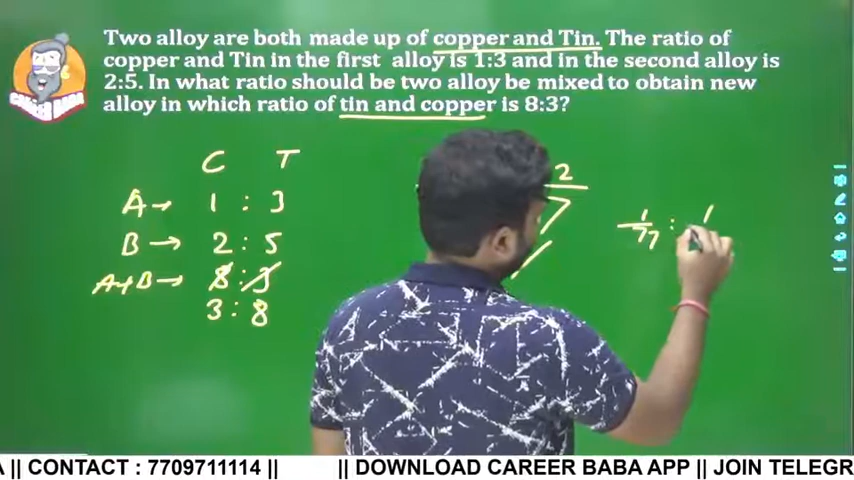 Two alloy are both made up of copper and Tin. The ratio of
copper and Tin in the first alloy is 1:3 and in the second alloy is
2:5. In what ratio should be two alloy be mixed to obtain new
alloy in which ratio of tin and copper is 8:3?
CAREER BABA
C T
A→ 1 : 3
B→ 2 : 5
A+B→ 8 : 3
3 : 8
2
7
1/77 : 1
A || CONTACT : 7709711114 || || DOWNLOAD CAREER BABA APP || JOIN TELEGR